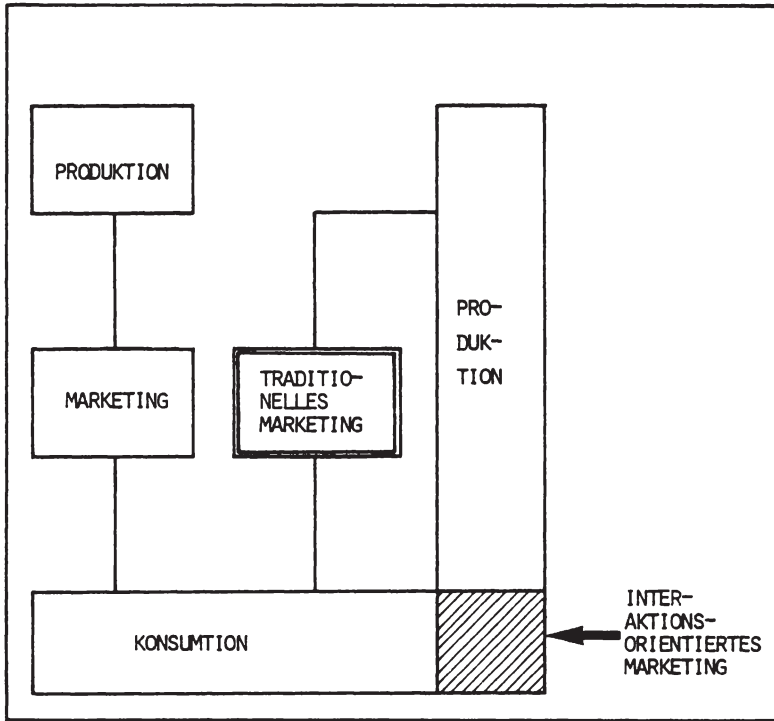 PRODUKTION
MARKETING
TRADITIO-
NELLES
MARKETING
PRO-
DUK-
TION
KONSUMTION
INTER-
AKTIONS-
ORIENTIERTES
MARKETING